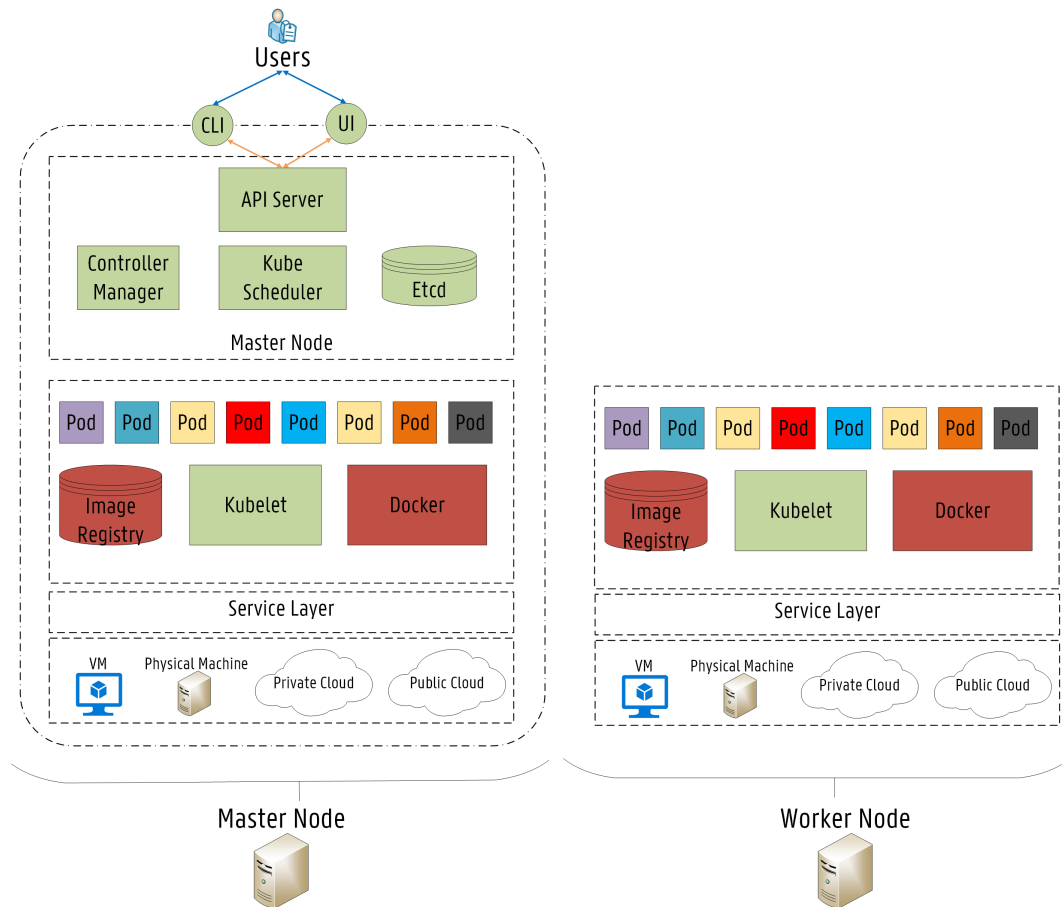 Users
CLI
UI
API Server
Controller
Manager
Kube
Scheduler
Etcd
Master Node
Pod Pod Pod Pod Pod Pod Pod Pod
Image
Registry
Kubelet
Docker
Service Layer
VM
Physical Machine
Private Cloud
Public Cloud
Master Node
Pod Pod Pod Pod Pod Pod Pod Pod
Image
Registry
Kubelet
Docker
Service Layer
VM
Physical Machine
Private Cloud
Public Cloud
Worker Node